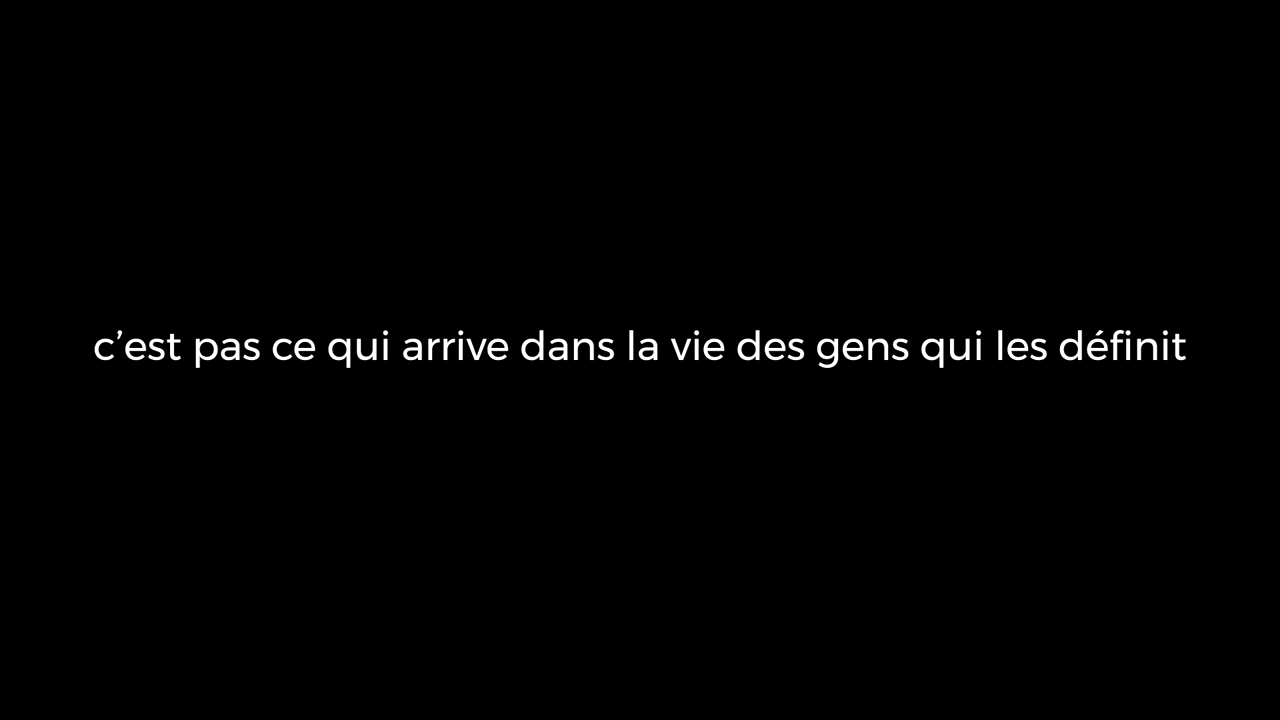 c’est pas ce qui arrive dans la vie des gens qui les définit